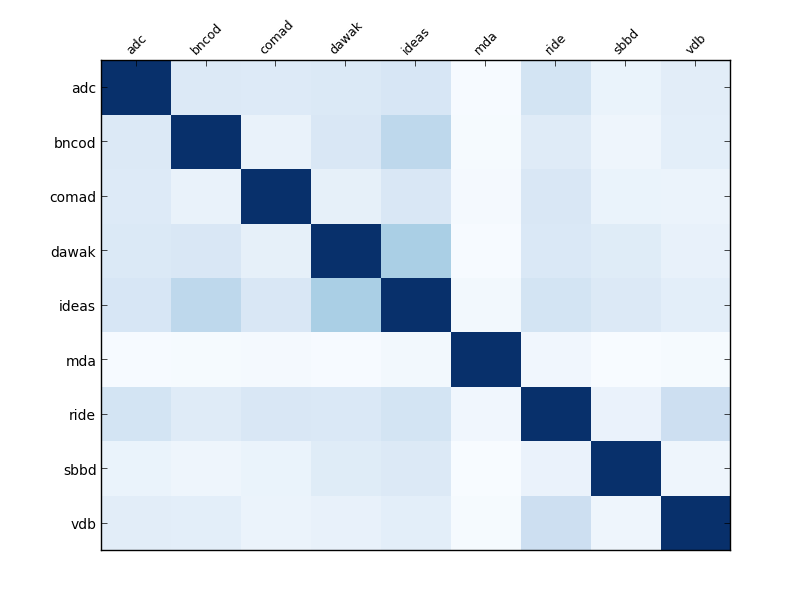 adc bncod comad dawak ideas mda ride sbbd vdb
adc
bncod
comad
dawak
ideas
mda
ride
sbbd
vdb